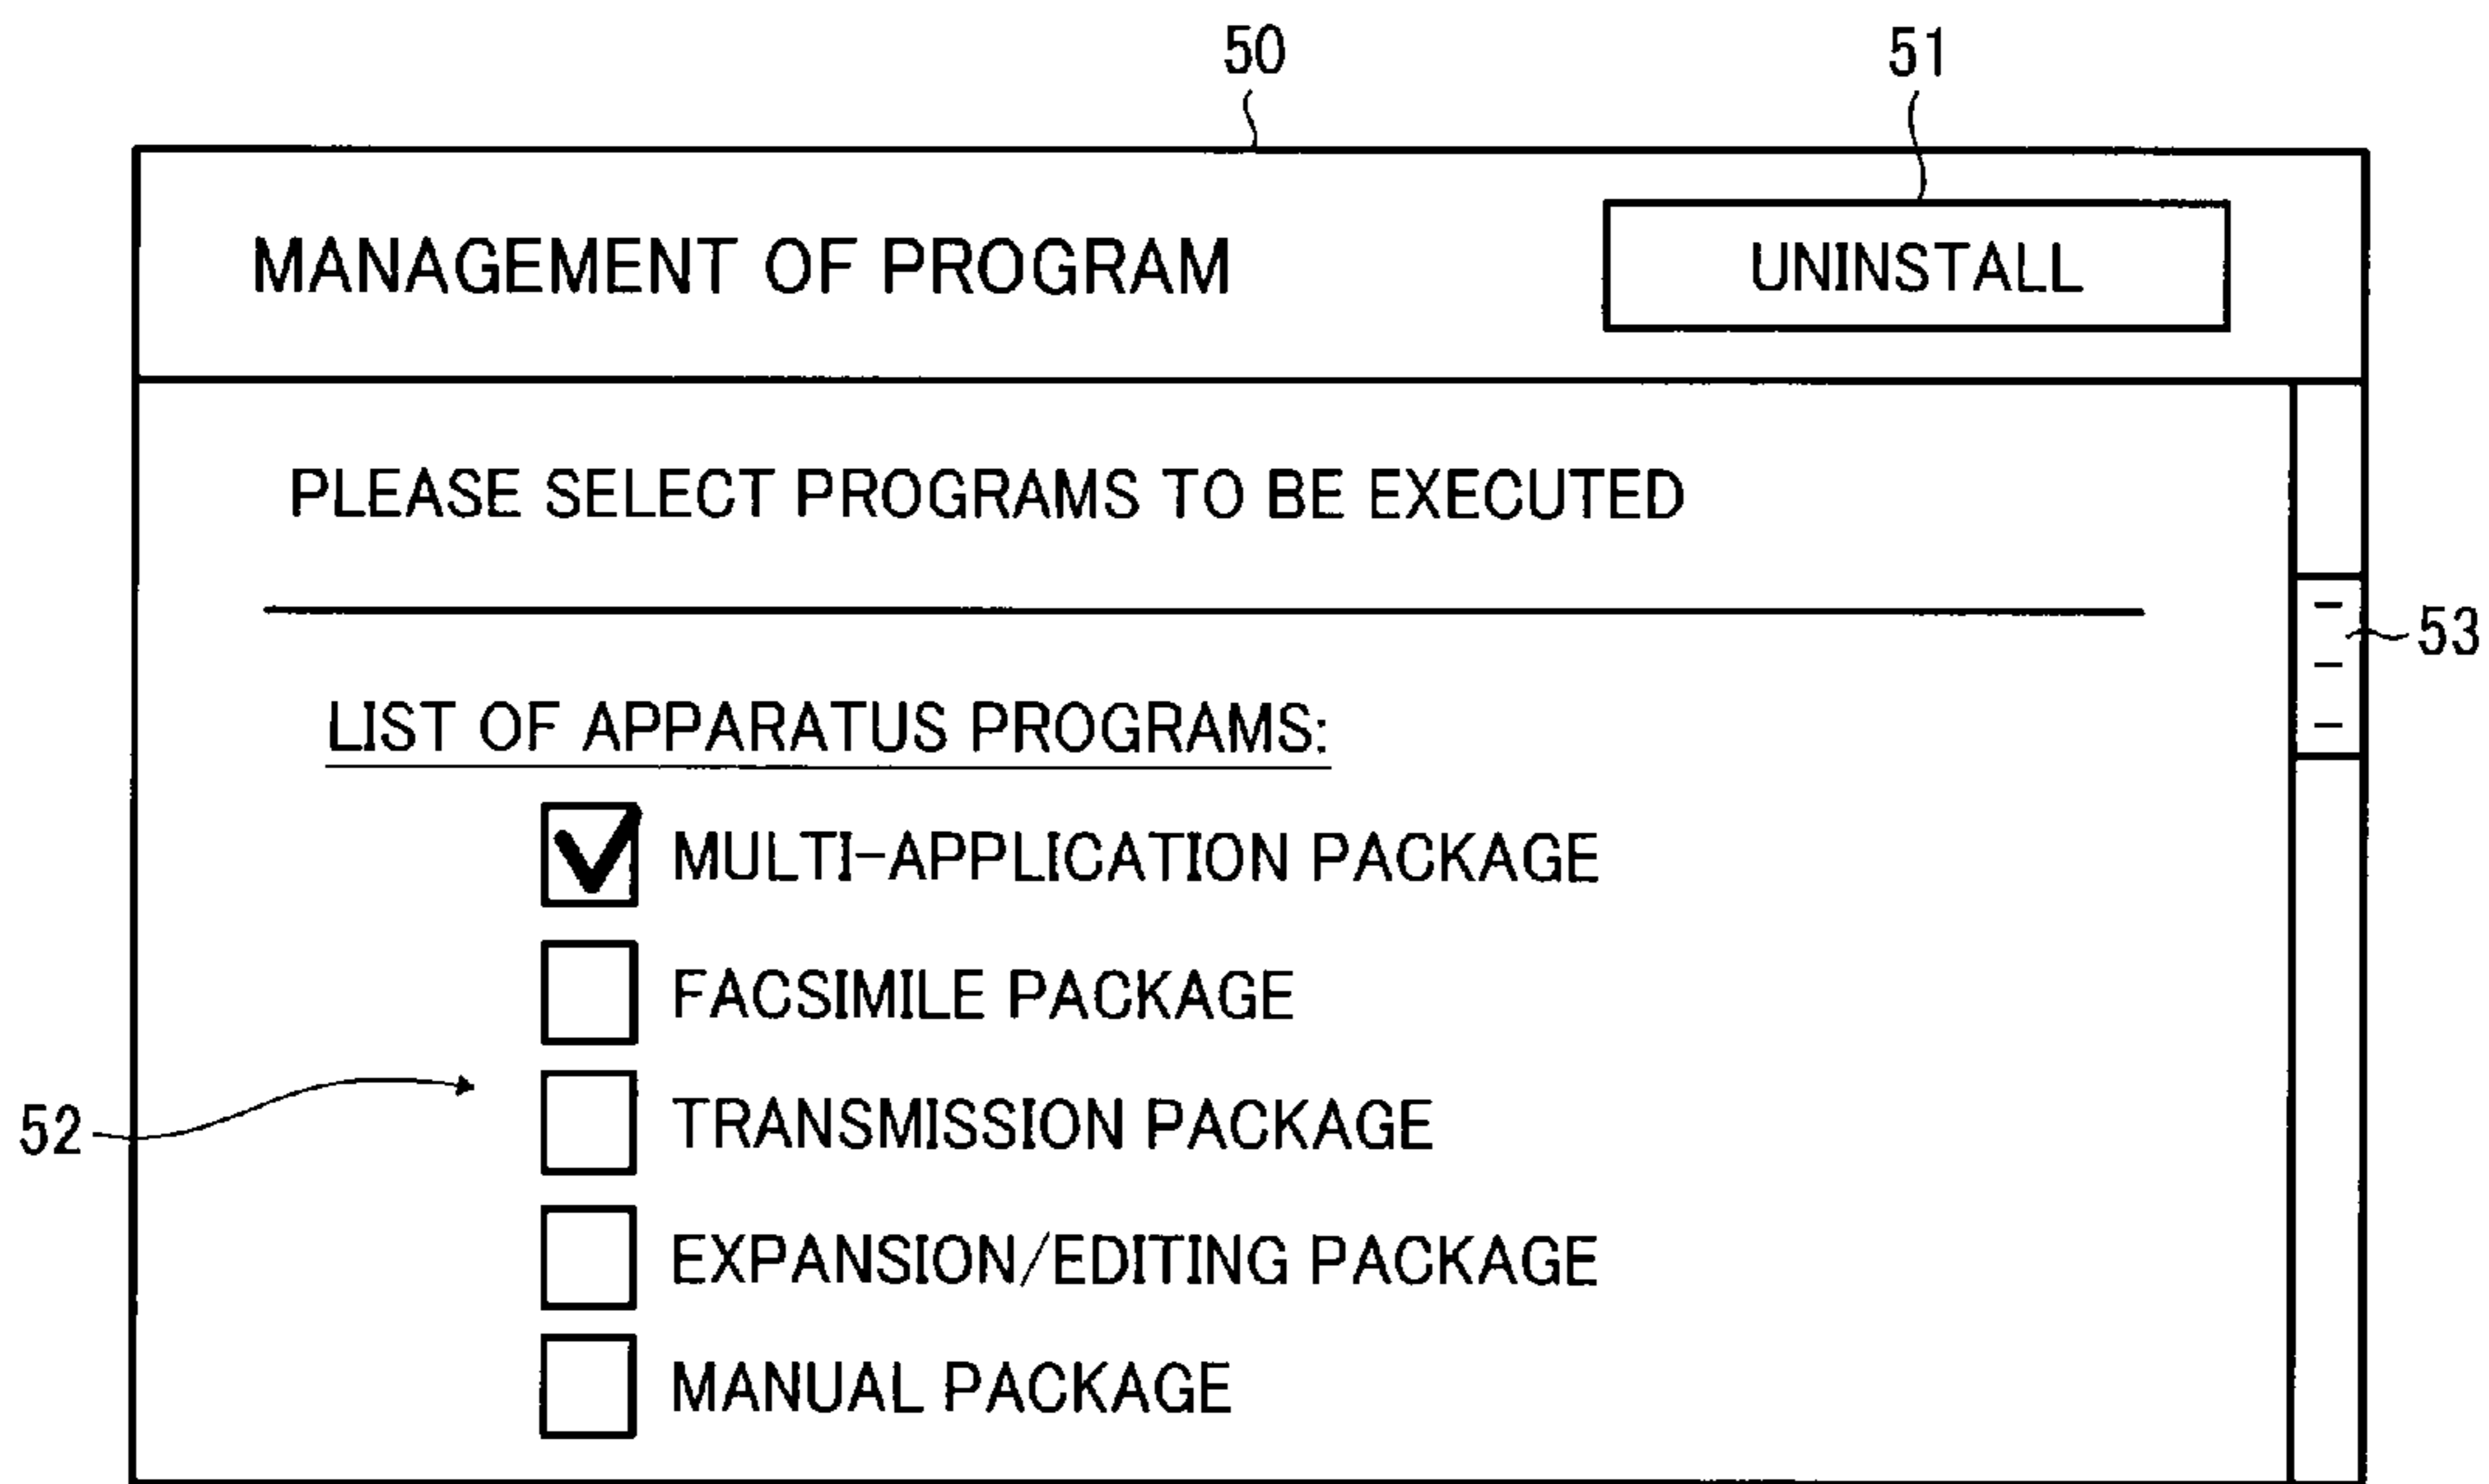 50
51
MANAGEMENT OF PROGRAM
UNINSTALL
PLEASE SELECT PROGRAMS TO BE EXECUTED
53
LIST OF APPARATUS PROGRAMS:
MULTI-APPLICATION PACKAGE
FACSIMILE PACKAGE
52
TRANSMISSION PACKAGE
EXPANSION/EDITING PACKAGE
MANUAL PACKAGE